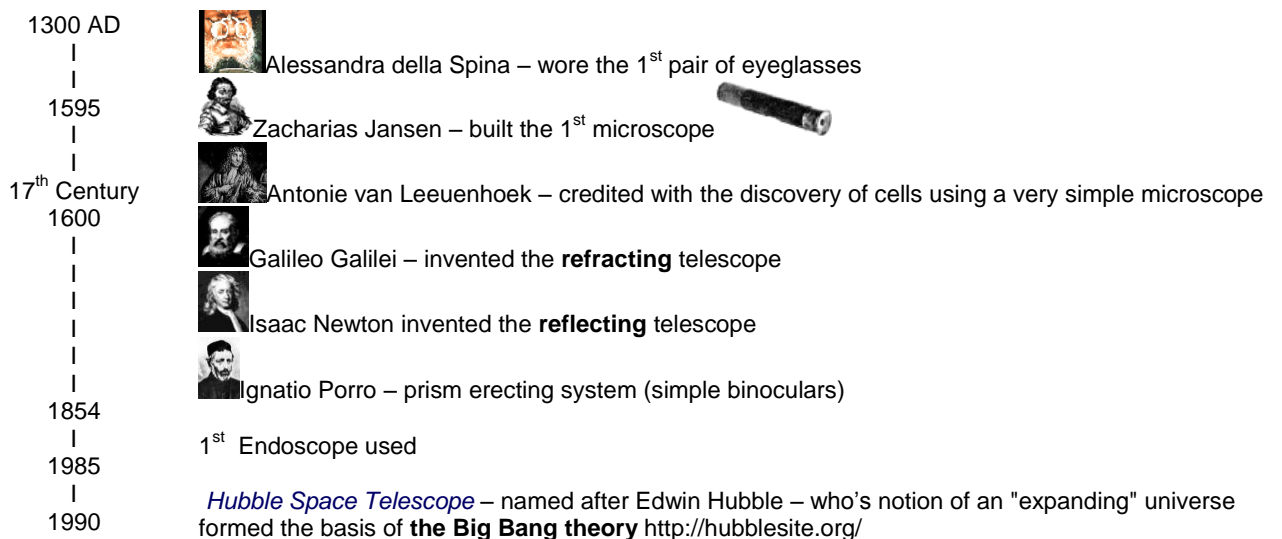 1300 AD
Alessandra della Spina – wore the 1st pair of eyeglasses
1595
Zacharias Jansen – built the 1st microscope
17th Century
Antonie van Leeuenhoek – credited with the discovery of cells using a very simple microscope
1600
Galileo Galilei – invented the refracting telescope
Isaac Newton invented the reflecting telescope
Ignatio Porro – prism erecting system (simple binoculars)
1854
1st Endoscope used
1985
Hubble Space Telescope – named after Edwin Hubble – who's notion of an "expanding" universe
1990
formed the basis of the Big Bang theory http://hubblesite.org/